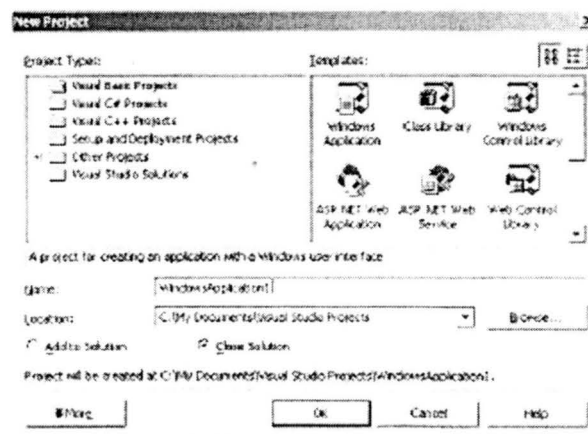 New Project
Project Types:
Templates:
Visual Basic Projects
Visual C# Projects
Visual C++ Projects
Setup and Deployment Projects
Other Projects
Visual Studio Solutions
Windows Application
Class Library
Windows Control Library
ASP.NET Web Application
ASP.NET Web Service
Web Control Library
A project for creating an application with a Windows user interface
Name:
WindowsApplication1
Location:
C:\My Documents\Visual Studio Projects
Browse...
Add to Solution
Close Solution
Project will be created at C:\My Documents\Visual Studio Projects\WindowsApplication1.
More
OK
Cancel
Help